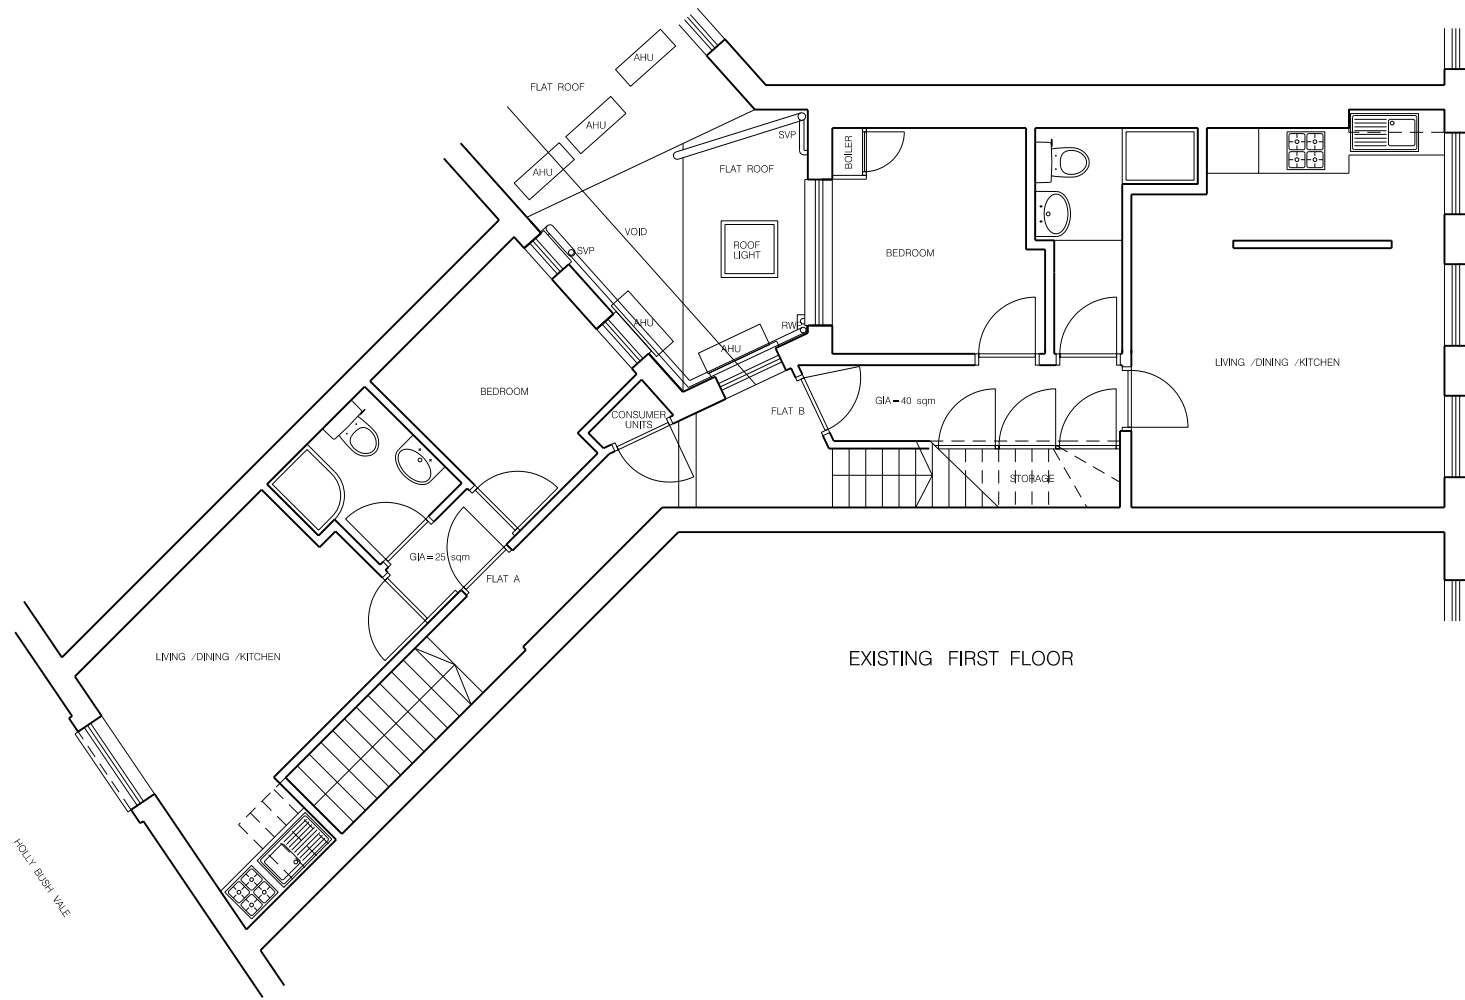 AHU
FLAT ROOF
AHU
SVP
BOILER
AHU
FLAT ROOF
VOID
SVP
ROOF
LIGHT
BEDROOM
AHU
RWP
AHU
LIVING /DINING /KITCHEN
BEDROOM
GIA=40 sqm
FLAT B
CONSUMER
UNITS
STORAGE
GIA=25 sqm
FLAT A
LIVING /DINING /KITCHEN
EXISTING FIRST FLOOR
HOLLY BUSH VALE